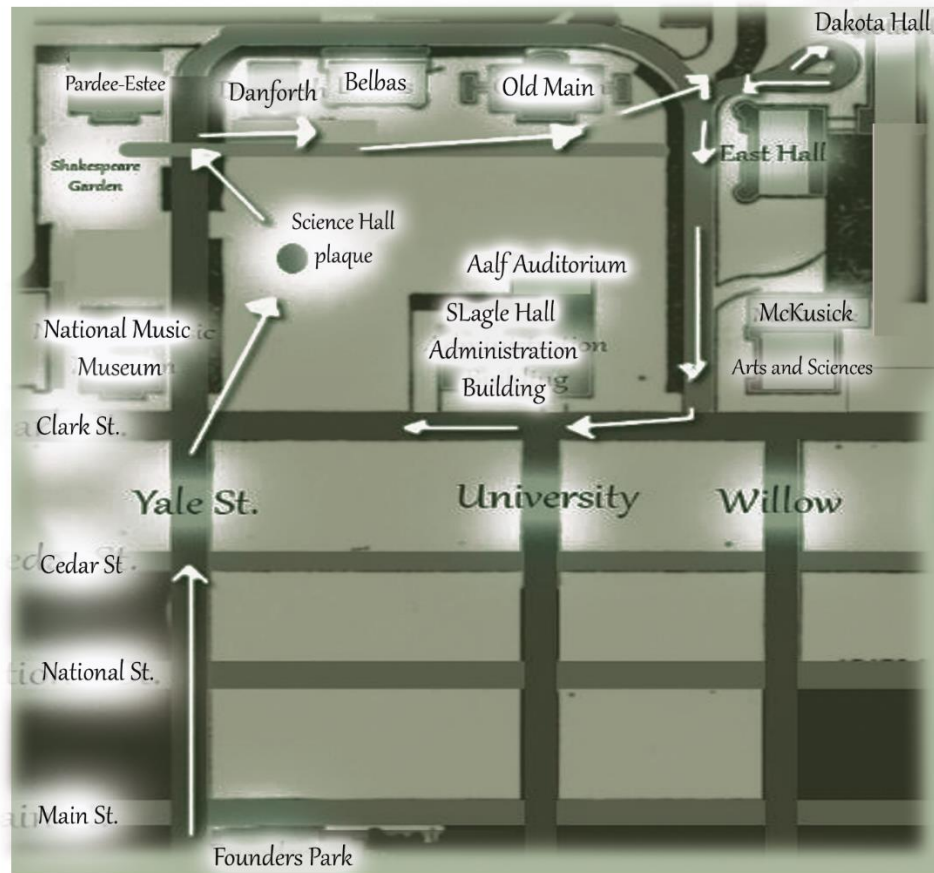 Dakota Hall
Pardee-Estee
Danforth
Belbas
Old Main
Shakespeare
Garden
East Hall
Science Hall
plaque
Aalf Auditorium
National Music
Museum
SLagle Hall
Administration
Building
McKusick
Arts and Sciences
Clark St.
Yale St.
University
Willow
Cedar St
National St.
Main St.
Founders Park